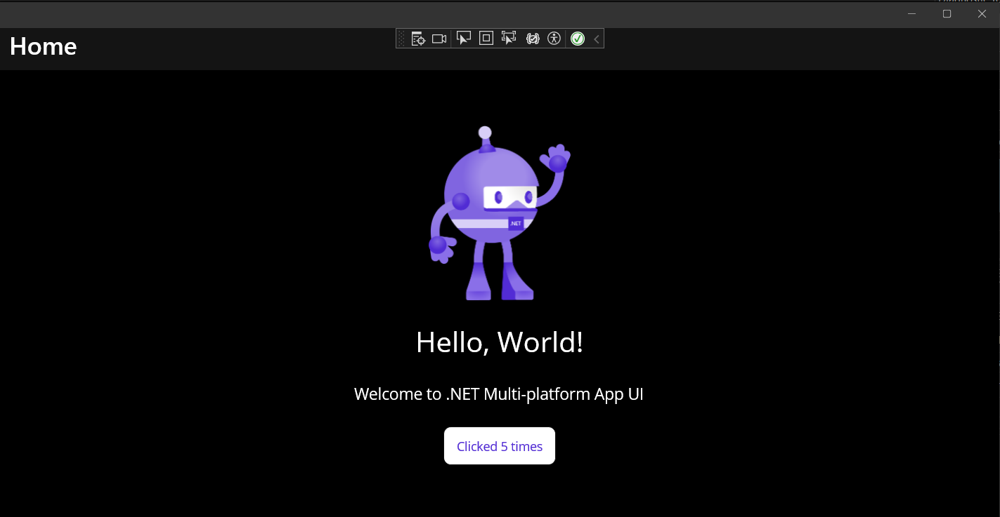 Home
.NET
Hello, World!
Welcome to .NET Multi-platform App UI
Clicked 5 times